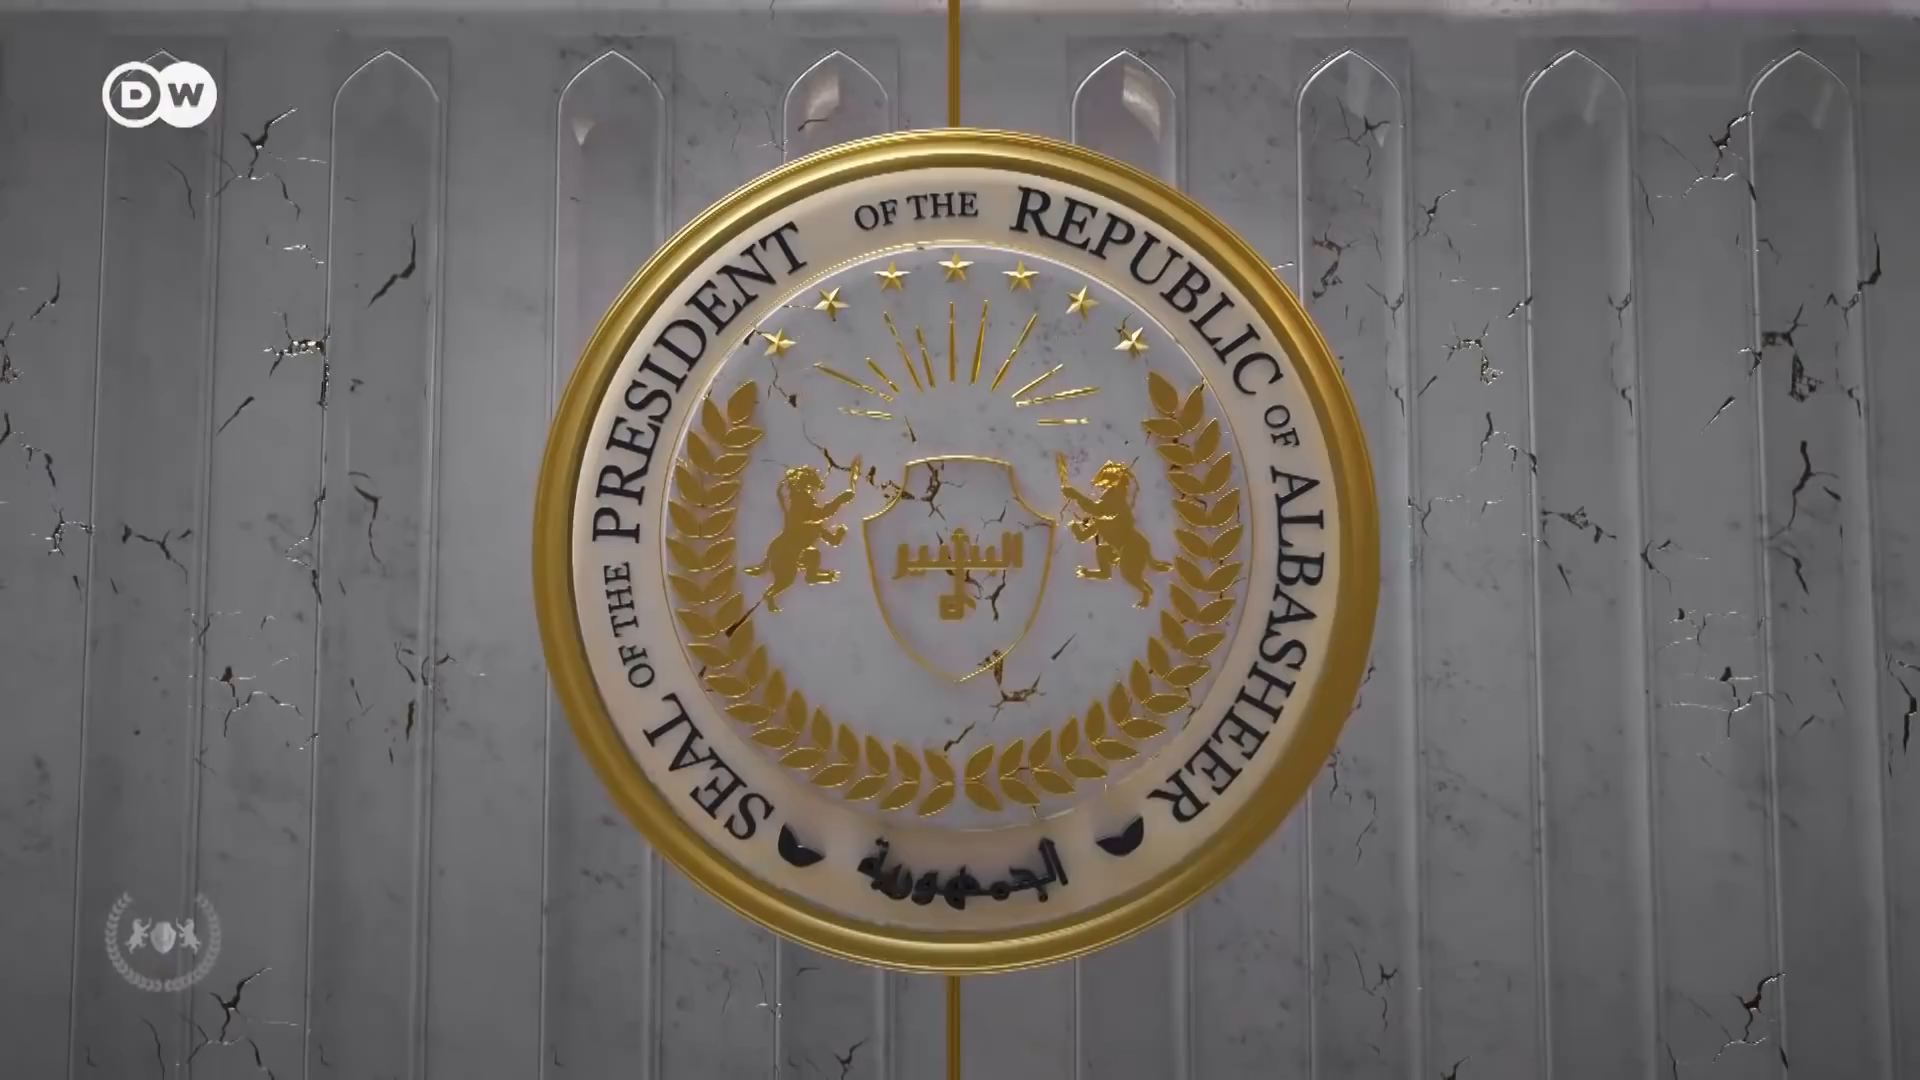 DW
SEAL OF THE PRESIDENT OF THE REPUBLIC OF ALBASHEER
البشير
الجمهورية